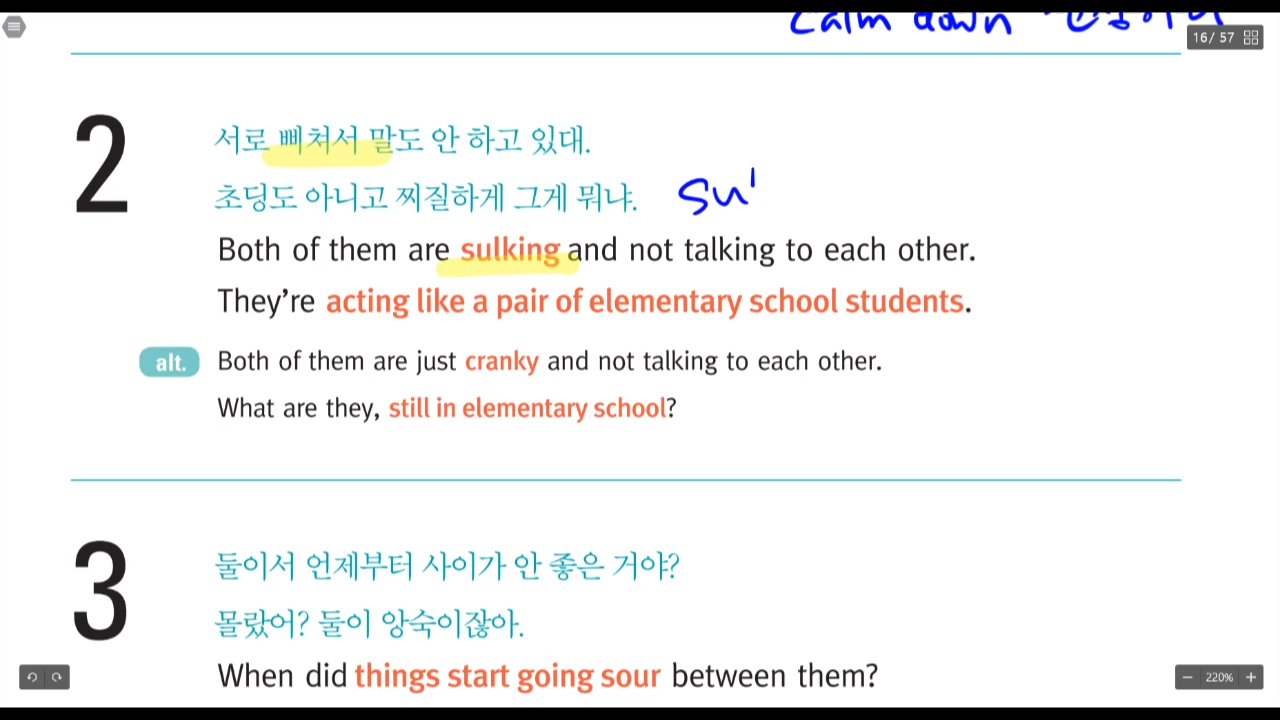 calm down
16/ 57
2
서로 삐쳐서 말도 안 하고 있대.
초딩도 아니고 찌질하게 그게 뭐냐.
su
Both of them are sulking and not talking to each other.
They're acting like a pair of elementary school students.
alt. Both of them are just cranky and not talking to each other.
What are they, still in elementary school?
3
둘이서 언제부터 사이가 안 좋은 거야?
몰랐어? 둘이 앙숙이잖아.
When did things start going sour between them?
220%